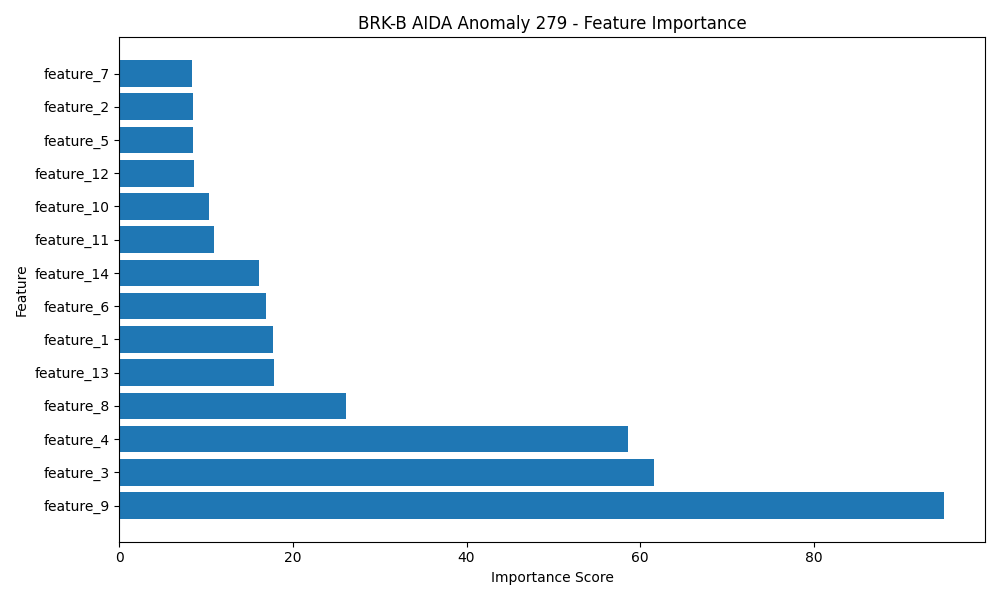 BRK-B AIDA Anomaly 279 - Feature Importance
Feature
feature_7
feature_2
feature_5
feature_12
feature_10
feature_11
feature_14
feature_6
feature_1
feature_13
feature_8
feature_4
feature_3
feature_9
0 20 40 60 80
Importance Score